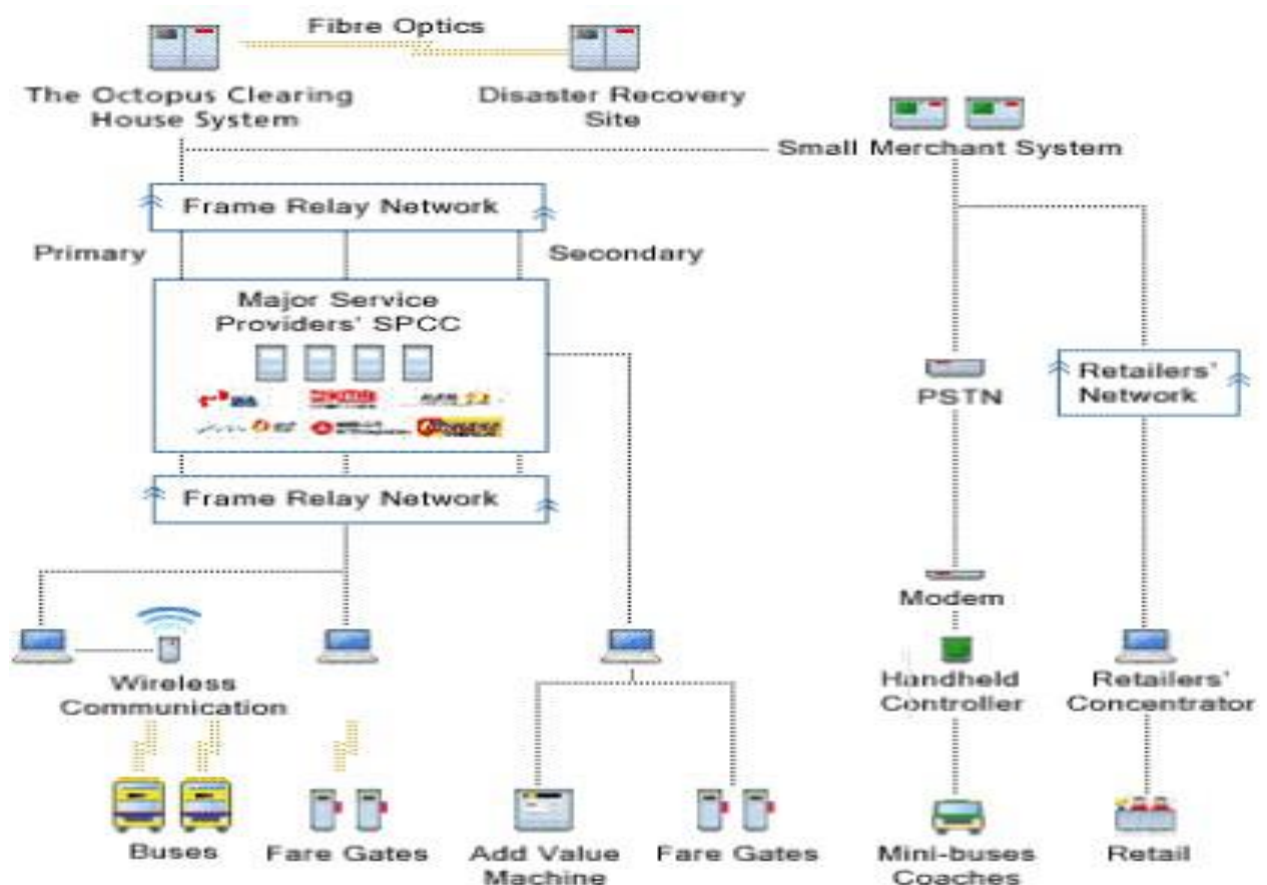 Fibre Optics
The Octopus Clearing
House System
Disaster Recovery
Site
Small Merchant System
Frame Relay Network
Primary
Secondary
Major Service
Providers' SPCC
Frame Relay Network
PSTN
Retailers'
Network
Modem
Wireless
Communication
Handheld
Controller
Retailers'
Concentrator
Buses
Fare Gates
Add Value
Machine
Fare Gates
Mini-buses
Coaches
Retail